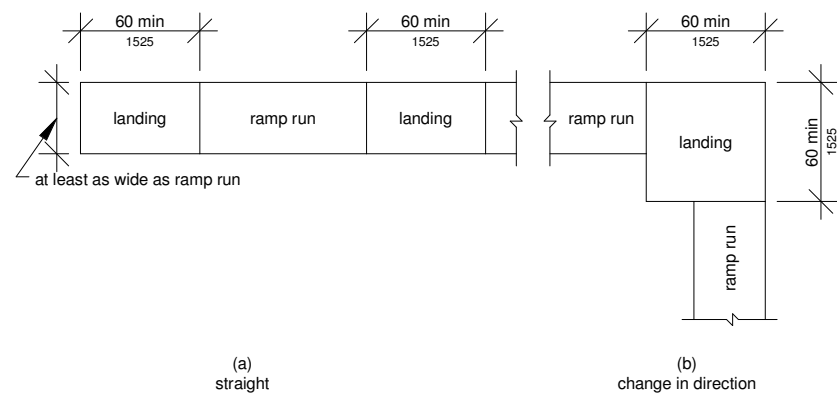 60 min
1525
60 min
1525
60 min
1525
landing
ramp run
landing
ramp run
landing
60 min
1525
at least as wide as ramp run
ramp run
(a)
straight
(b)
change in direction